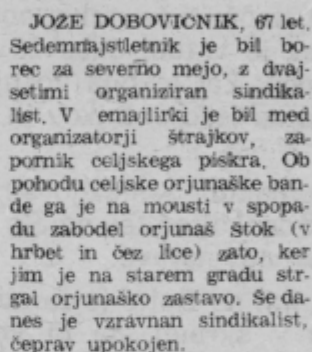 JOŽE DOBOVIČNIK, 67 let.
Sedemnajstletnik je bil bo-
rec za severno mejo, z dvaj-
setimi organiziran sindika-
list. V emajlirki je bil med
organizatorji štrajkov, za-
pornik celjskega piskra. Ob
pohodu celjske orjunaške ban-
de ga je na mousti v spopa-
du zabodel orjunaš Štok (v
hrbet in čez lice) zato, ker
jim je na starem gradu str-
gal orjunaško zastavo. Še da-
nes je vzravnan sindikalist,
čeprav upokojen.